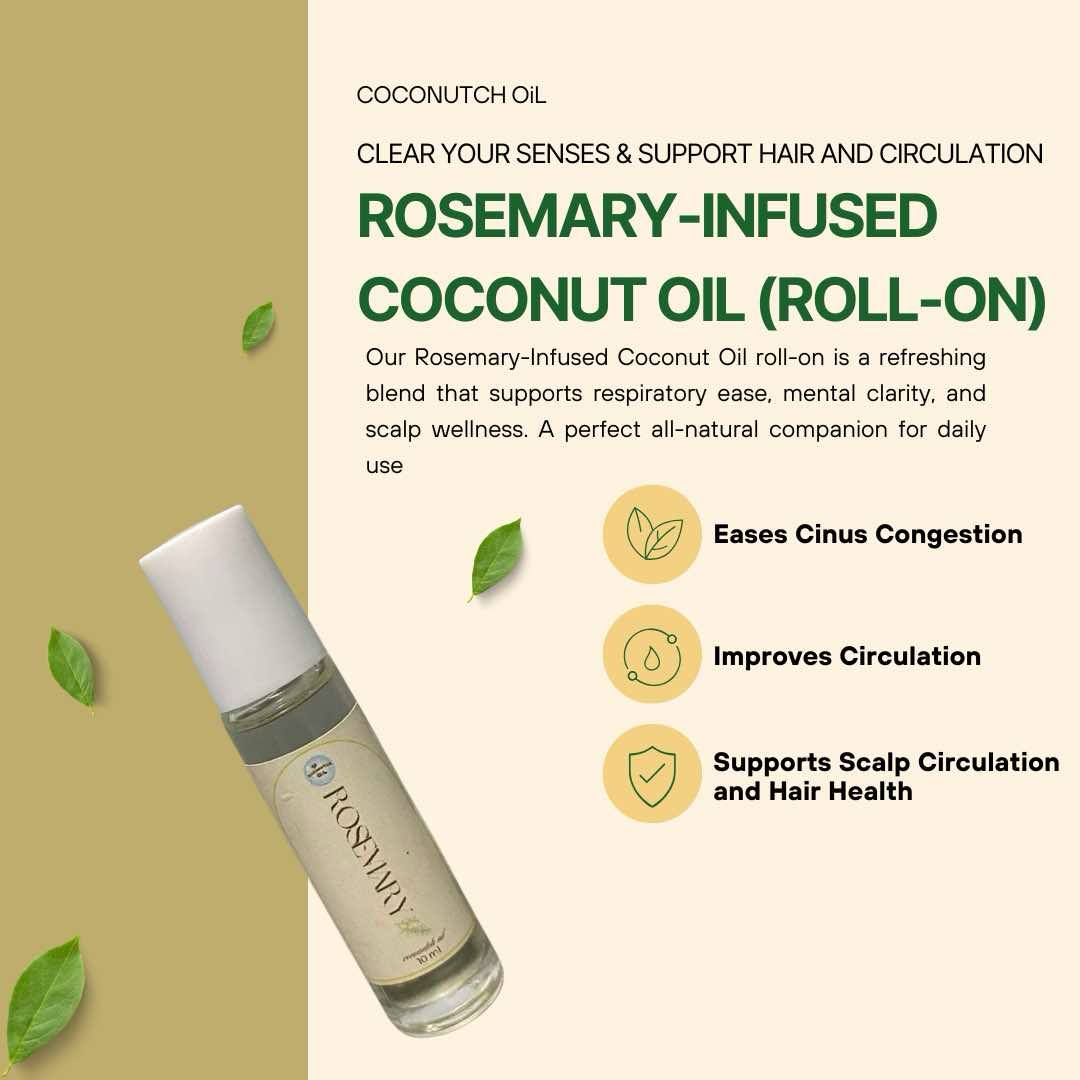 COCONUTCH OiL
CLEAR YOUR SENSES & SUPPORT HAIR AND CIRCULATION
ROSEMARY-INFUSED
COCONUT OIL (ROLL-ON)
Our Rosemary-Infused Coconut Oil roll-on is a refreshing
blend that supports respiratory ease, mental clarity, and
scalp wellness. A perfect all-natural companion for daily
use
Eases Cinus Congestion
Improves Circulation
Supports Scalp Circulation
and Hair Health
OiL
ROSEMARY
10 ml